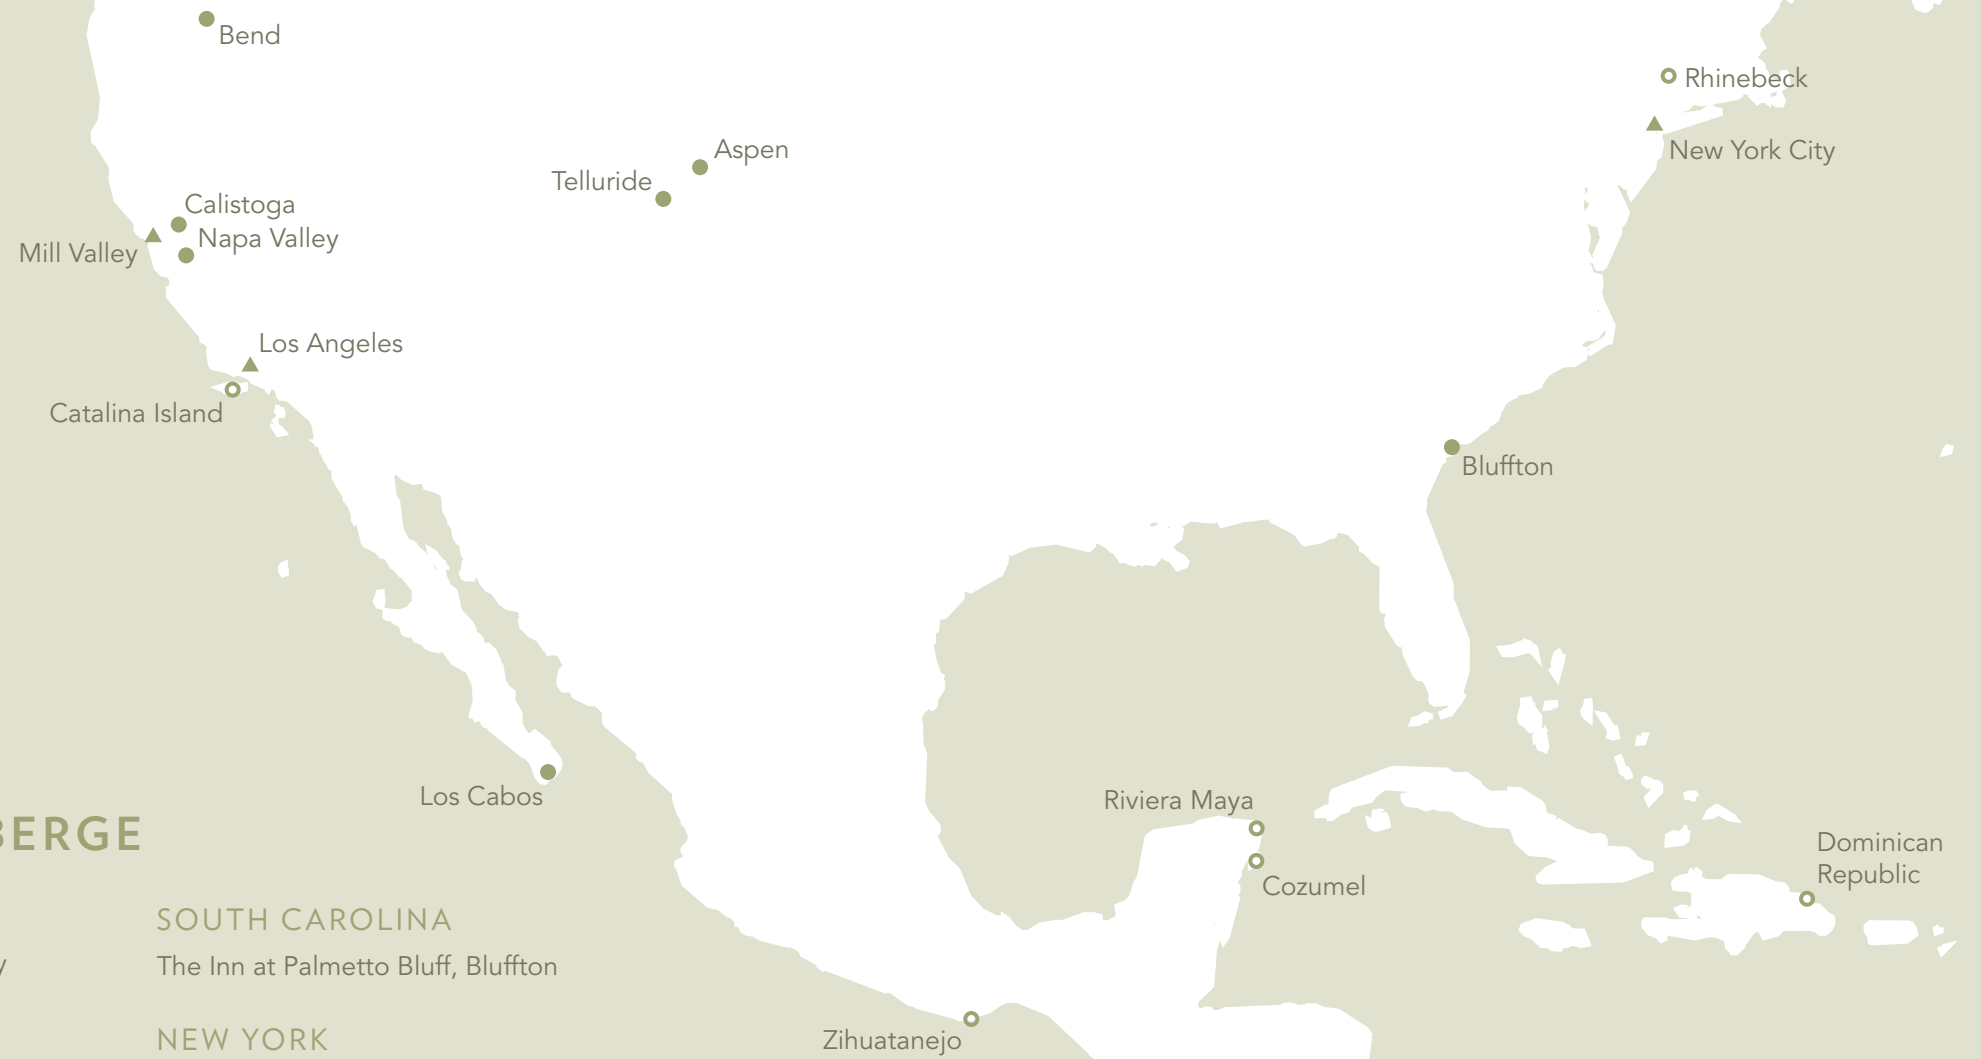 Bend
Rhinebeck
New York City
Aspen
Telluride
Calistoga
Napa Valley
Mill Valley
Los Angeles
Catalina Island
Bluffton
Los Cabos
Riviera Maya
Cozumel
Dominican
Republic
Zihuatanejo
BERGE
SOUTH CAROLINA
The Inn at Palmetto Bluff, Bluffton
NEW YORK